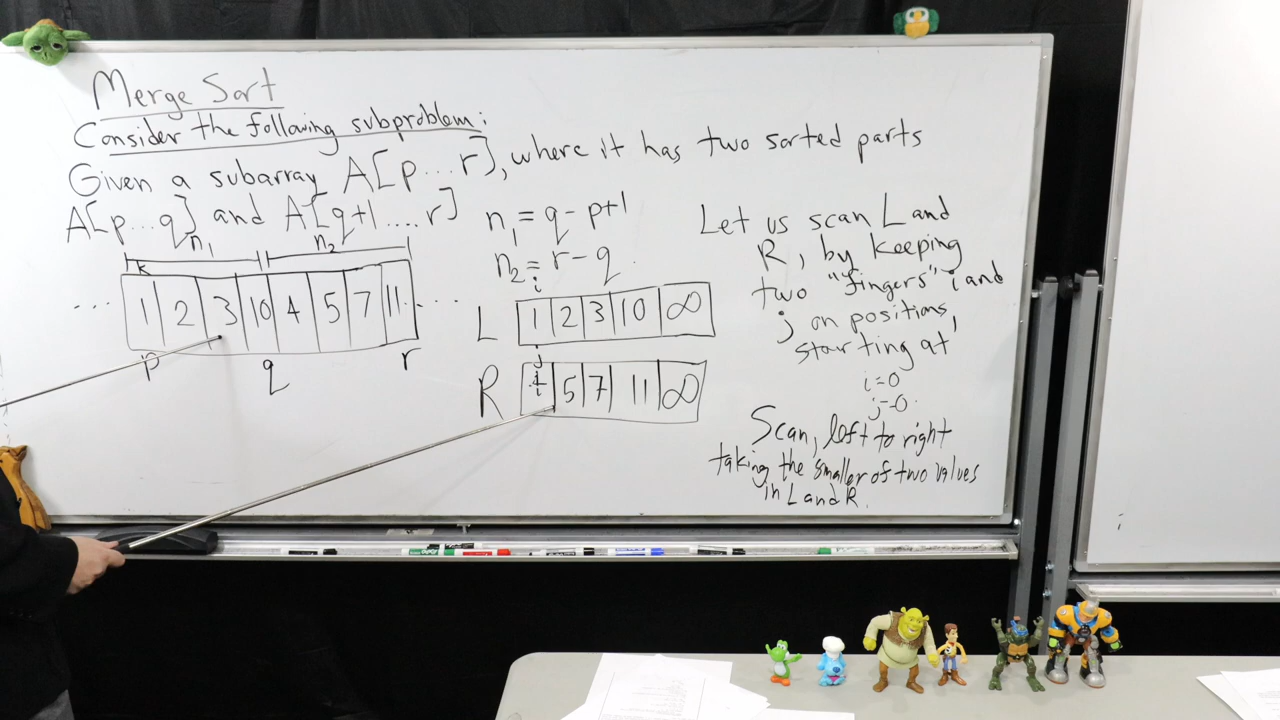 Merge Sort
Consider the following subproblem:
Given a subarray A[p...r], where it has two sorted parts
A[p...q] and A[q+1....r]
n₁ n₂
k
... 1 2 3 10 4 5 7 11 ....
p q r
n₁ = q - p+1
n₂ = r - q
i
L 1 2 3 10 ∞
j
R 4 5 7 11 ∞
Let us scan L and
R, by keeping
two "fingers" i and
j on positions,
starting at
i=0
j=0
Scan, left to right
taking the smaller of two values
in L and R.